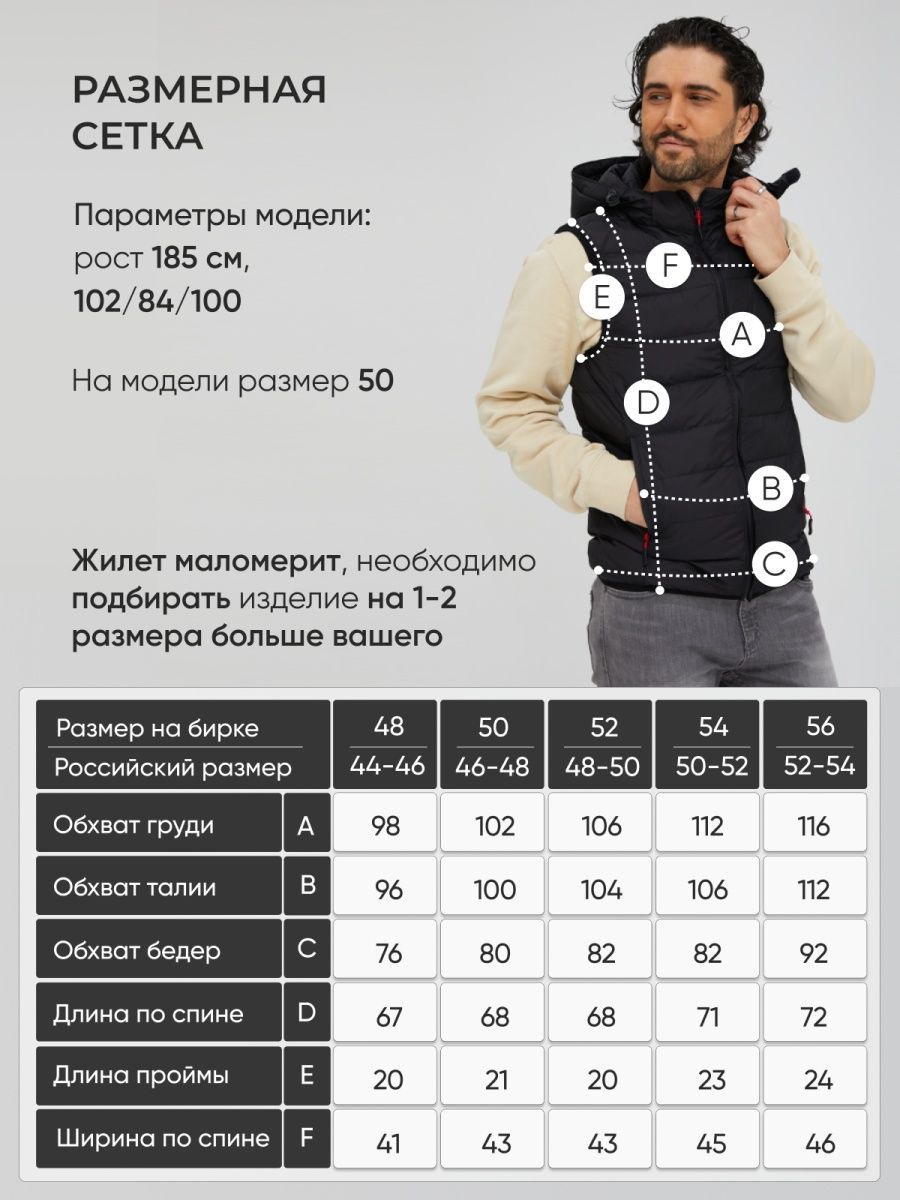 РАЗМЕРНАЯ
СЕТКА
Параметры модели:
рост 185 см,
102/84/100
На модели размер 50
F
E
A
D
B
C
Жилет маломерит, необходимо
подбирать изделие на 1-2
размера больше вашего
Размер на бирке 48 50 52 54 56
Российский размер 44-46 46-48 48-50 50-52 52-54
Обхват груди A 98 102 106 112 116
Обхват талии B 96 100 104 106 112
Обхват бедер C 76 80 82 82 92
Длина по спине D 67 68 68 71 72
Длина проймы E 20 21 20 23 24
Ширина по спине F 41 43 43 45 46